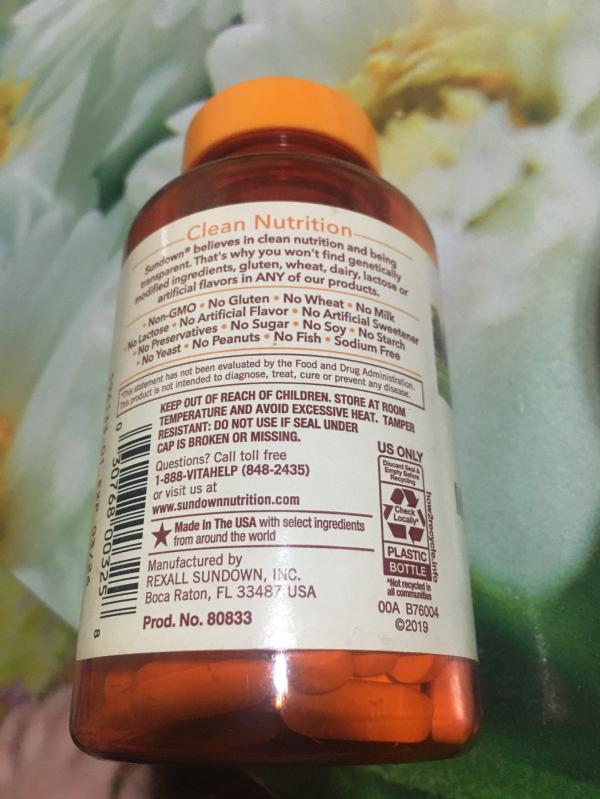 Clean Nutrition
Sundown® believes in clean nutrition and being
transparent. That's why you won't find genetically
modified ingredients, gluten, wheat, dairy, lactose or
artificial flavors in ANY of our products.
• Non-GMO • No Gluten • No Wheat • No Milk
• No Lactose • No Artificial Flavor • No Artificial Sweetener
• No Preservatives • No Sugar • No Soy • No Starch
• No Yeast • No Peanuts • No Fish • Sodium Free
*This statement has not been evaluated by the Food and Drug Administration.
This product is not intended to diagnose, treat, cure or prevent any disease.
KEEP OUT OF REACH OF CHILDREN. STORE AT ROOM
TEMPERATURE AND AVOID EXCESSIVE HEAT. TAMPER
RESISTANT: DO NOT USE IF SEAL UNDER
CAP IS BROKEN OR MISSING.
Questions? Call toll free
1-888-VITAHELP (848-2435)
or visit us at
www.sundownnutrition.com
Made In The USA with select ingredients
from around the world
Manufactured by
REXALL SUNDOWN, INC.
Boca Raton, FL 33487 USA
Prod. No. 80833
US ONLY
Discard Seal &
Empty Before
Recycling
Check
Locally*
PLASTIC
BOTTLE
how2recycle.info
*Not recycled in
all communities
00A B76004
©2019
0 30768 00325 8